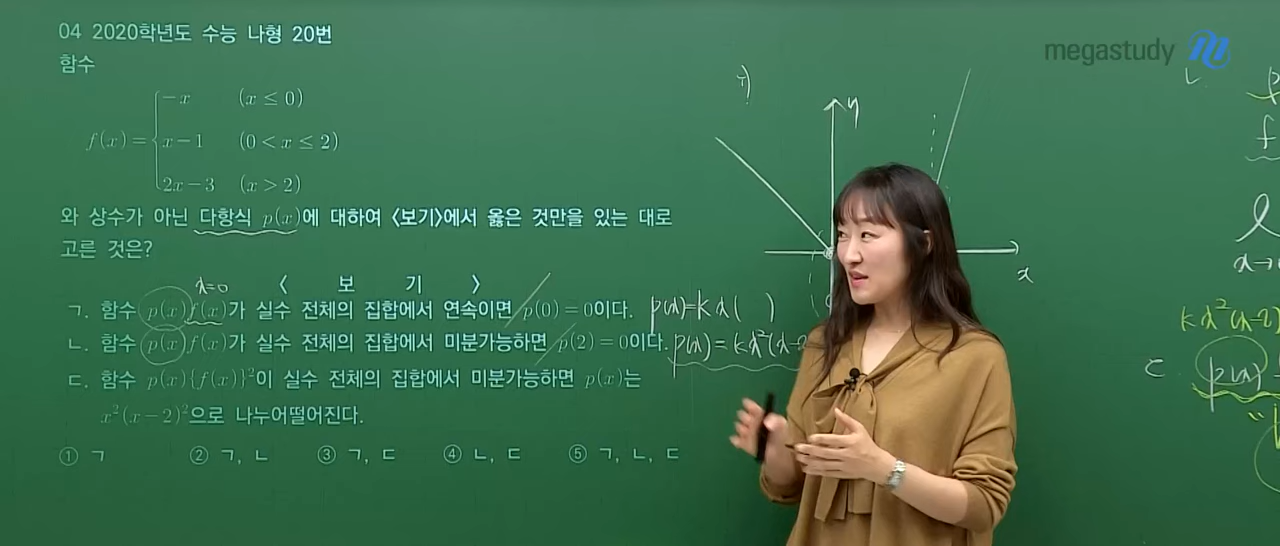 04 2020학년도 수능 나형 20번
megastudy
함수
f(x) = { -x (x ≤ 0)
x-1 (0 < x ≤ 2)
2x-3 (x > 2)
와 상수가 아닌 다항식 p(x)에 대하여 <보기>에서 옳은 것만을 있는 대로
고른 것은?
< 보 기 >
x=0
ㄱ. 함수 p(x)f(x)가 실수 전체의 집합에서 연속이면 p(0)=0이다.
p(x)=kx( )
ㄴ. 함수 p(x)f(x)가 실수 전체의 집합에서 미분가능하면 p(2)=0이다.
p(x)=kx²(x-2
ㄷ. 함수 p(x){f(x)}²이 실수 전체의 집합에서 미분가능하면 p(x)는
x²(x-2)²으로 나누어떨어진다.
① ㄱ ② ㄱ, ㄴ ③ ㄱ, ㄷ ④ ㄴ, ㄷ ⑤ ㄱ, ㄴ, ㄷ
ㄱ)
y
x
ㄴ.
kx²(x-2)
ㄷ. p(x)